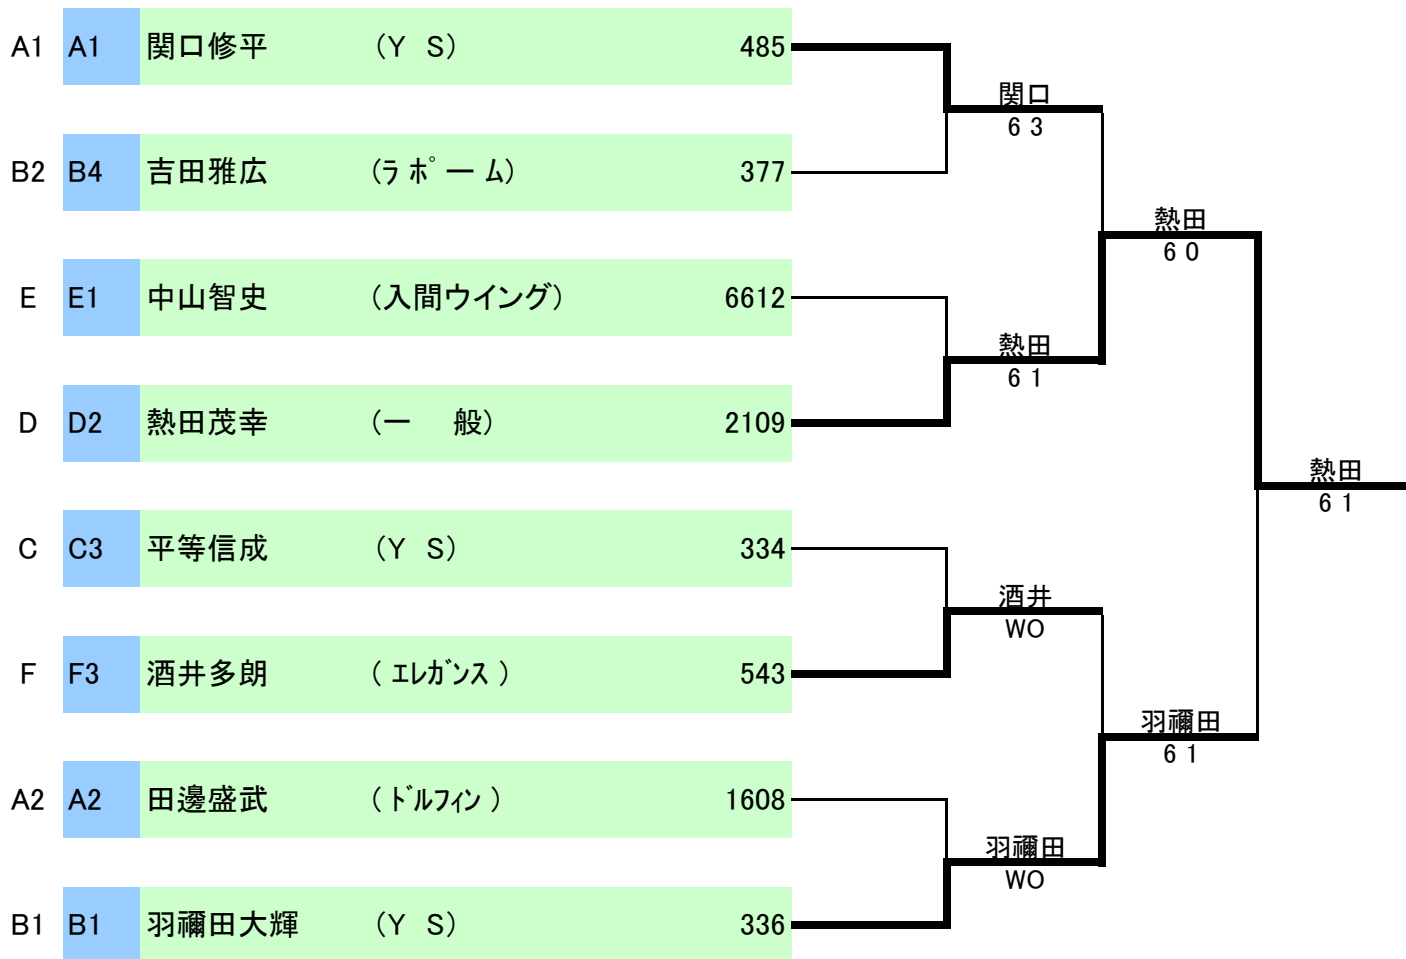 A1 A1 関口修平 (Y S) 485
関口
6 3
B2 B4 吉田雅広 (ラポーム) 377
熱田
6 0
E E1 中山智史 (入間ウイング) 6612
熱田
6 1
D D2 熱田茂幸 (一 般) 2109
熱田
6 1
C C3 平等信成 (Y S) 334
酒井
WO
F F3 酒井多朗 (エレガンス) 543
羽禰田
6 1
A2 A2 田邊盛武 (ドルフィン) 1608
羽禰田
WO
B1 B1 羽禰田大輝 (Y S) 336